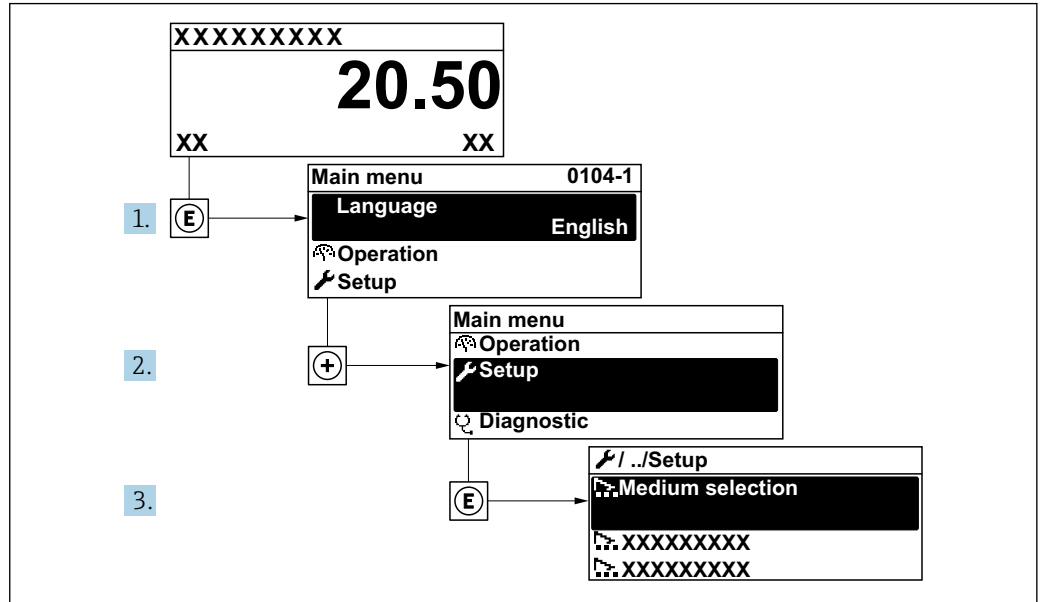 XXXXXXXXX
20.50
XX XX
1. E
Main menu 0104-1
Language
English
Operation
Setup
2. +
Main menu
Operation
Setup
Diagnostic
3. E
/ ../Setup
Medium selection
XXXXXXXXX
XXXXXXXXX